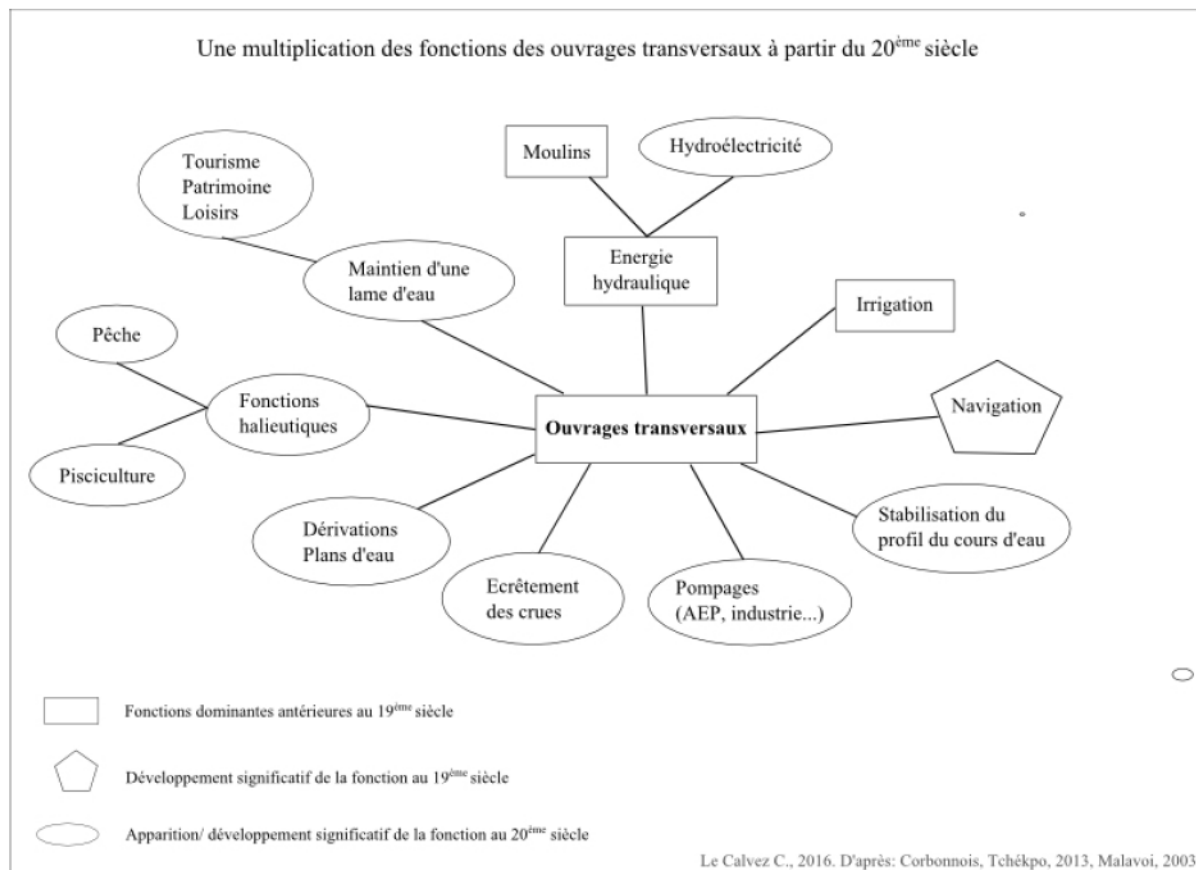 Une multiplication des fonctions des ouvrages transversaux à partir du 20ème siècle
Moulins
Hydroélectricité
Tourisme
Patrimoine
Loisirs
Energie
hydraulique
Maintien d'une
lame d'eau
Irrigation
Pêche
Fonctions
halieutiques
Ouvrages transversaux
Navigation
Pisciculture
Dérivations
Plans d'eau
Stabilisation du
profil du cours d'eau
Ecrêtement
des crues
Pompages
(AEP, industrie...)
Fonctions dominantes antérieures au 19ème siècle
Développement significatif de la fonction au 19ème siècle
Apparition/ développement significatif de la fonction au 20ème siècle
Le Calvez C., 2016. D'après: Corbonnois, Tchékpo, 2013, Malavoi, 2003